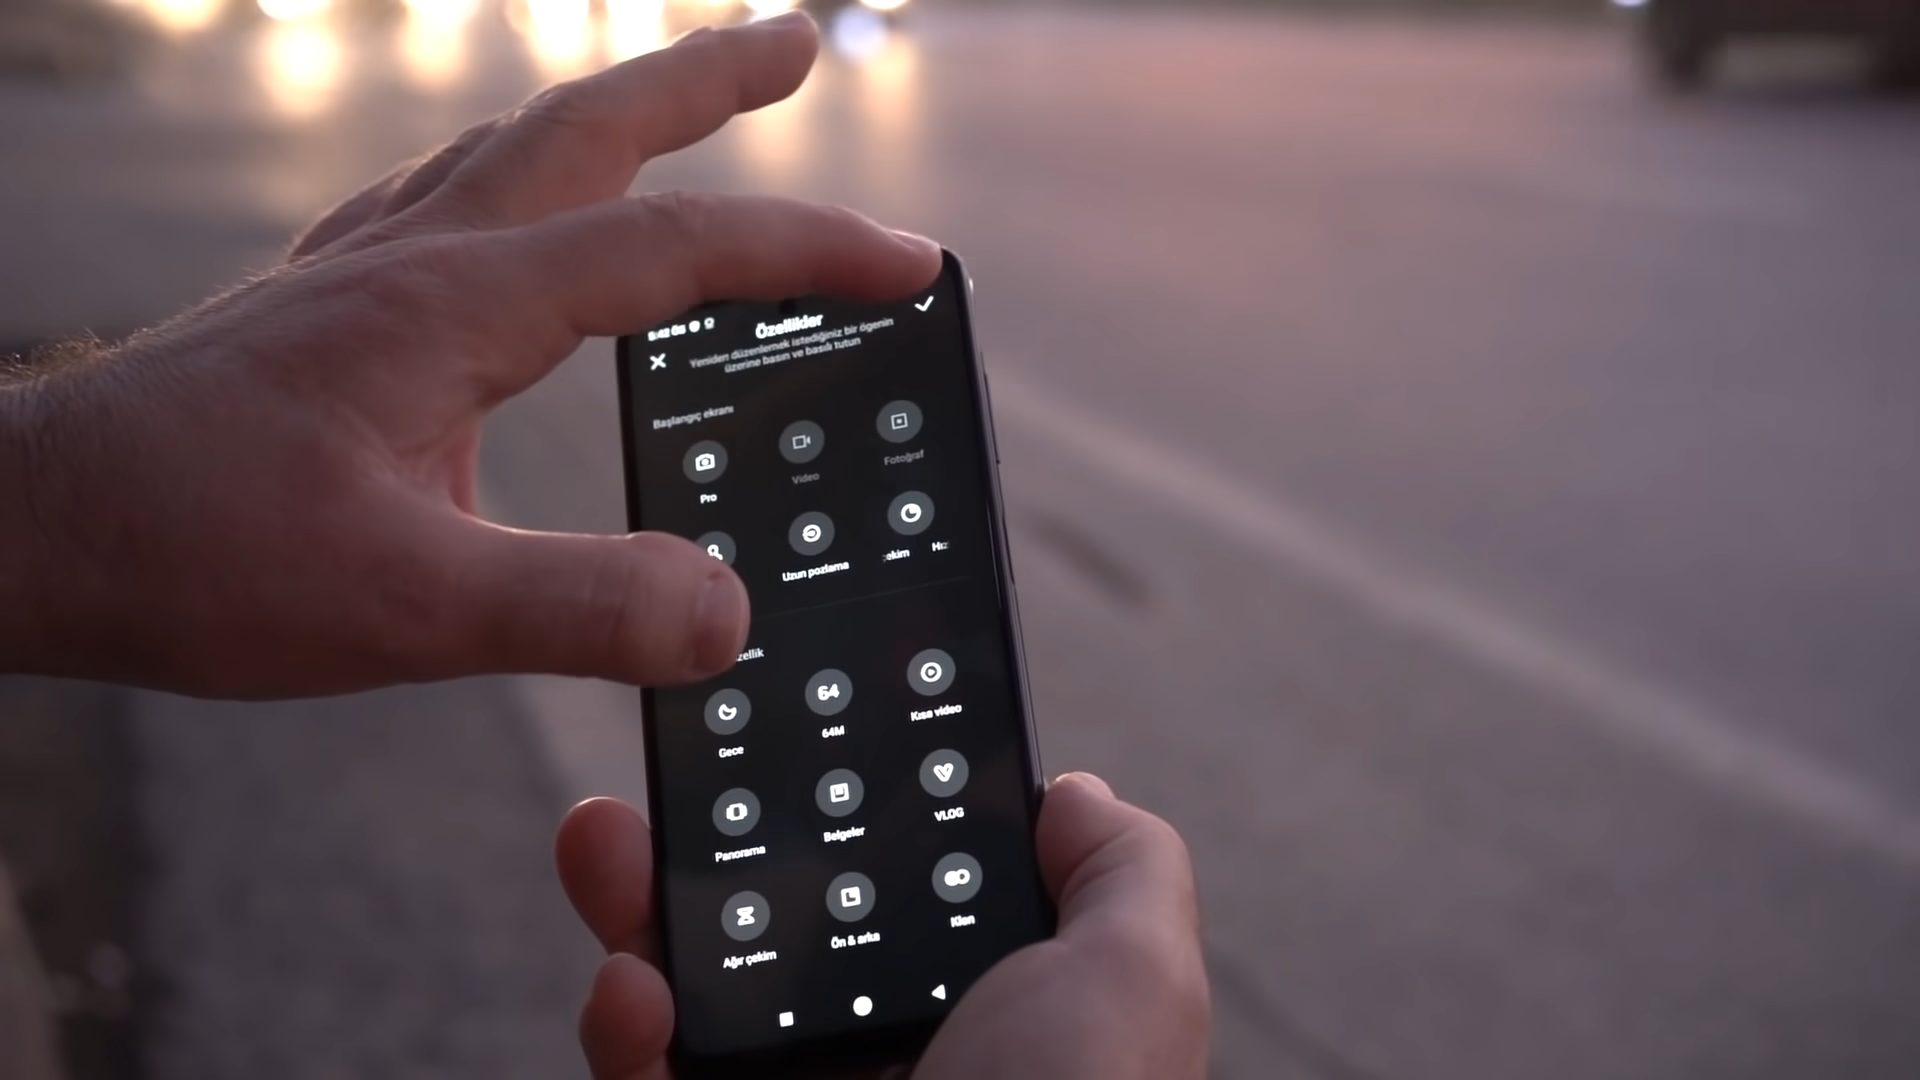 Özellikler
Yeniden düzenlemek istediğiniz bir ögenin
üzerine basın ve basılı tutun
Başlangıç ekranı
Pro
Video
Fotoğraf
Uzun pozlama
64
Gece
64M
Kısa video
Panorama
Belgeler
VLOG
Ağır çekim
Ön & arka
Klon